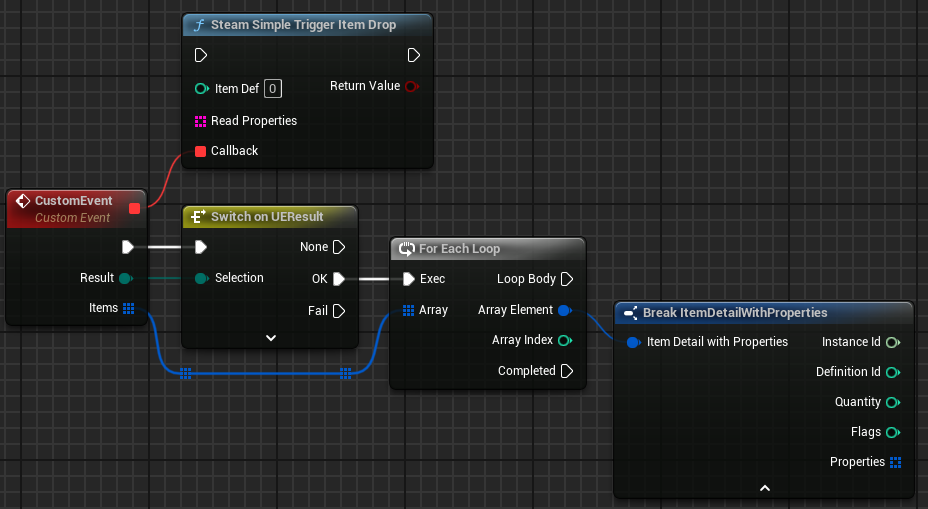 Steam Simple Trigger Item Drop
Item Def 0
Return Value
Read Properties
Callback
CustomEvent
Custom Event
Result
Items
Switch on UEResult
None
Selection
OK
Fail
For Each Loop
Exec
Loop Body
Array
Array Element
Array Index
Completed
Break ItemDetailWithProperties
Item Detail with Properties
Instance Id
Definition Id
Quantity
Flags
Properties